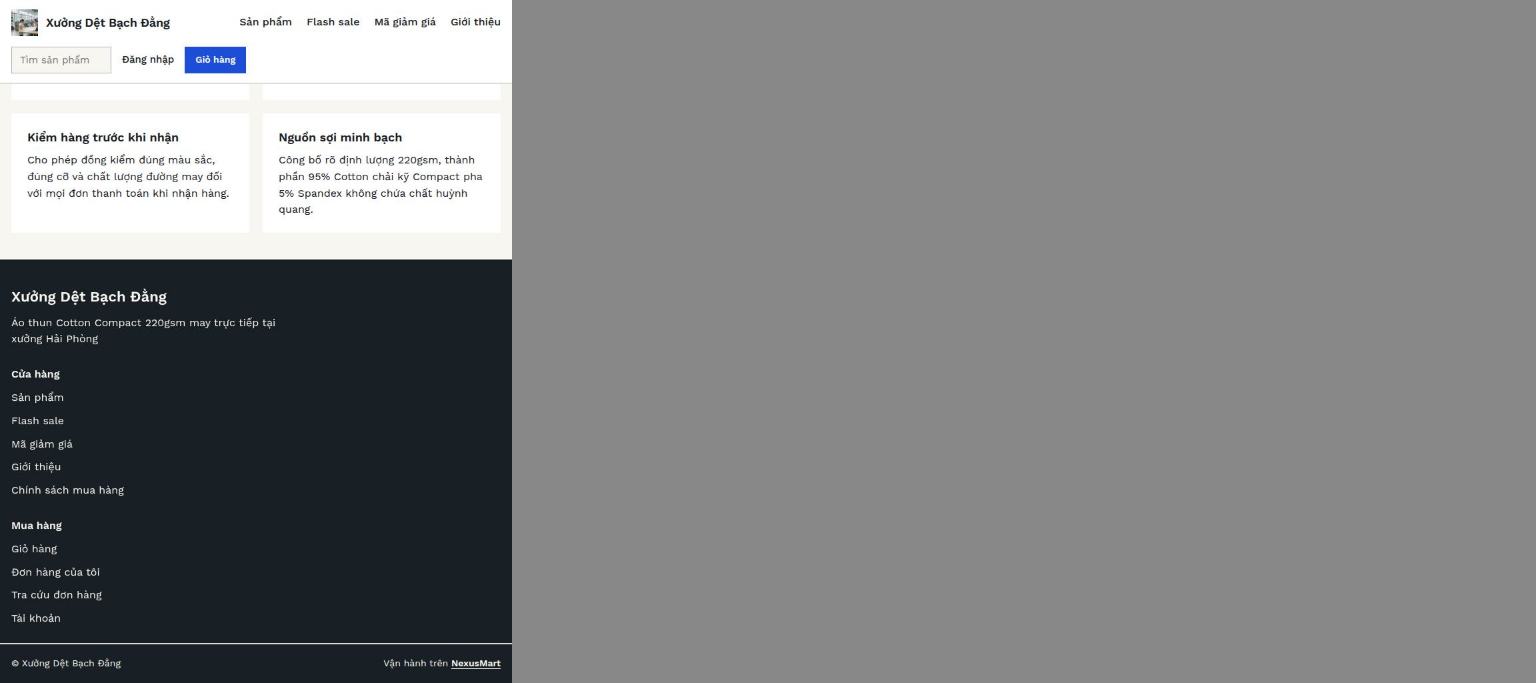 Xưởng Dệt Bạch Đằng
Sản phẩm
Flash sale
Mã giảm giá
Giới thiệu
Tìm sản phẩm
Đăng nhập
Giỏ hàng
Kiểm hàng trước khi nhận
Cho phép đồng kiểm đúng màu sắc,
đúng cỡ và chất lượng đường may đối
với mọi đơn thanh toán khi nhận hàng.
Nguồn sợi minh bạch
Công bố rõ định lượng 220gsm, thành
phần 95% Cotton chải kỹ Compact pha
5% Spandex không chứa chất huỳnh
quang.
Xưởng Dệt Bạch Đằng
Áo thun Cotton Compact 220gsm may trực tiếp tại
xưởng Hải Phòng
Cửa hàng
Sản phẩm
Flash sale
Mã giảm giá
Giới thiệu
Chính sách mua hàng
Mua hàng
Giỏ hàng
Đơn hàng của tôi
Tra cứu đơn hàng
Tài khoản
© Xưởng Dệt Bạch Đằng
Vận hành trên NexusMart